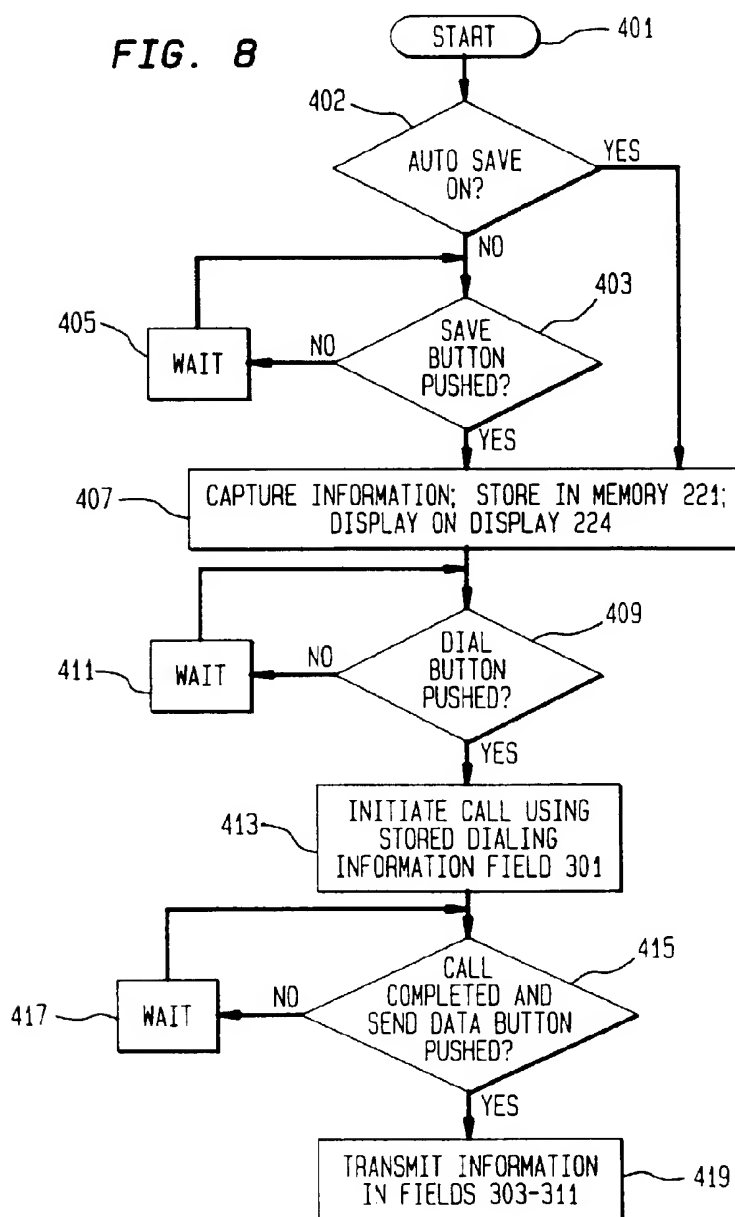 FIG. 8
START
401
402
AUTO SAVE
ON?
YES
NO
403
405
WAIT
NO
SAVE
BUTTON
PUSHED?
YES
407
CAPTURE INFORMATION; STORE IN MEMORY 221;
DISPLAY ON DISPLAY 224
409
411
WAIT
NO
DIAL
BUTTON
PUSHED?
YES
413
INITIATE CALL USING
STORED DIALING
INFORMATION FIELD 301
415
417
WAIT
NO
CALL
COMPLETED AND
SEND DATA BUTTON
PUSHED?
YES
TRANSMIT INFORMATION
IN FIELDS 303-311
419